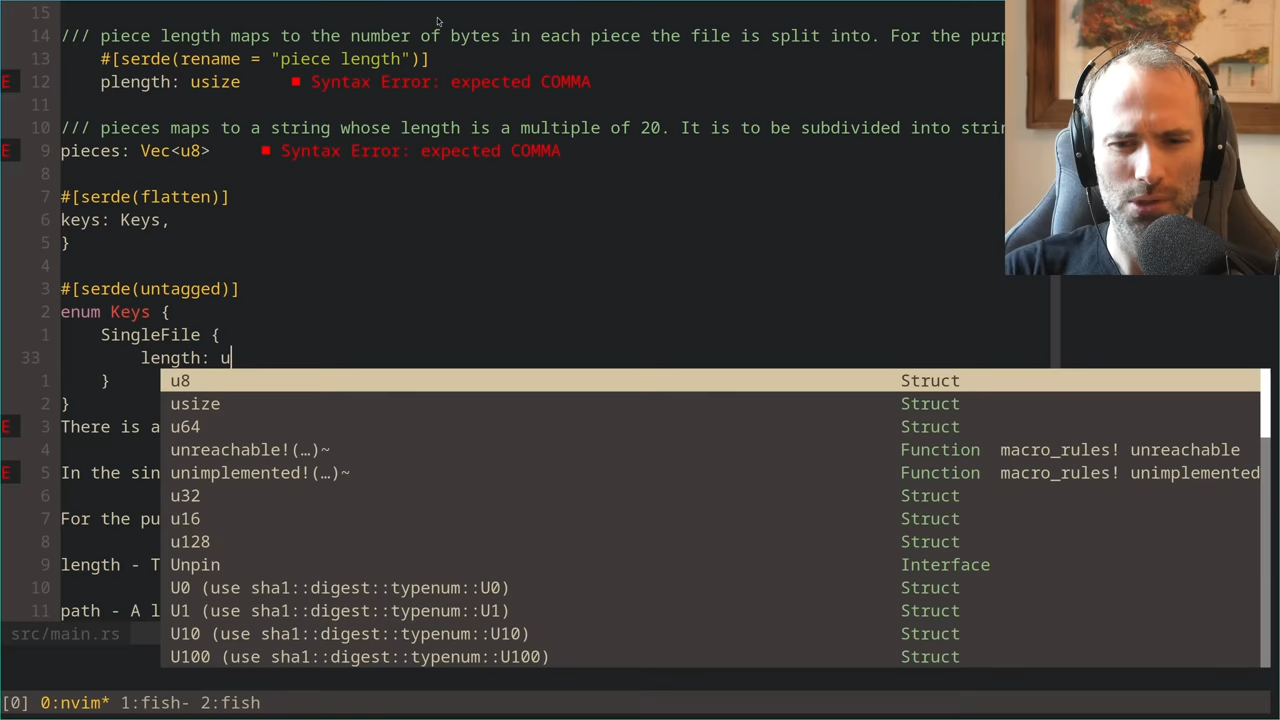 15
14 /// piece length maps to the number of bytes in each piece the file is split into. For the purp
13 #[serde(rename = "piece length")]
E 12 plength: usize ■ Syntax Error: expected COMMA
11
10 /// pieces maps to a string whose length is a multiple of 20. It is to be subdivided into strin
E 9 pieces: Vec<u8> ■ Syntax Error: expected COMMA
8
7 #[serde(flatten)]
6 keys: Keys,
5 }
4
3 #[serde(untagged)]
2 enum Keys {
1 SingleFile {
33 length: u
1 } u8 Struct
2 } usize Struct
E 3 There is a u64 Struct
4 unreachable!(…)~ Function macro_rules! unreachable
E 5 In the sin unimplemented!(…)~ Function macro_rules! unimplemented
6 u32 Struct
7 For the pu u16 Struct
8 u128 Struct
9 length - T Unpin Interface
10 U0 (use sha1::digest::typenum::U0) Struct
11 path - A l U1 (use sha1::digest::typenum::U1) Struct
src/main.rs U10 (use sha1::digest::typenum::U10) Struct
U100 (use sha1::digest::typenum::U100) Struct
[0] 0:nvim* 1:fish- 2:fish